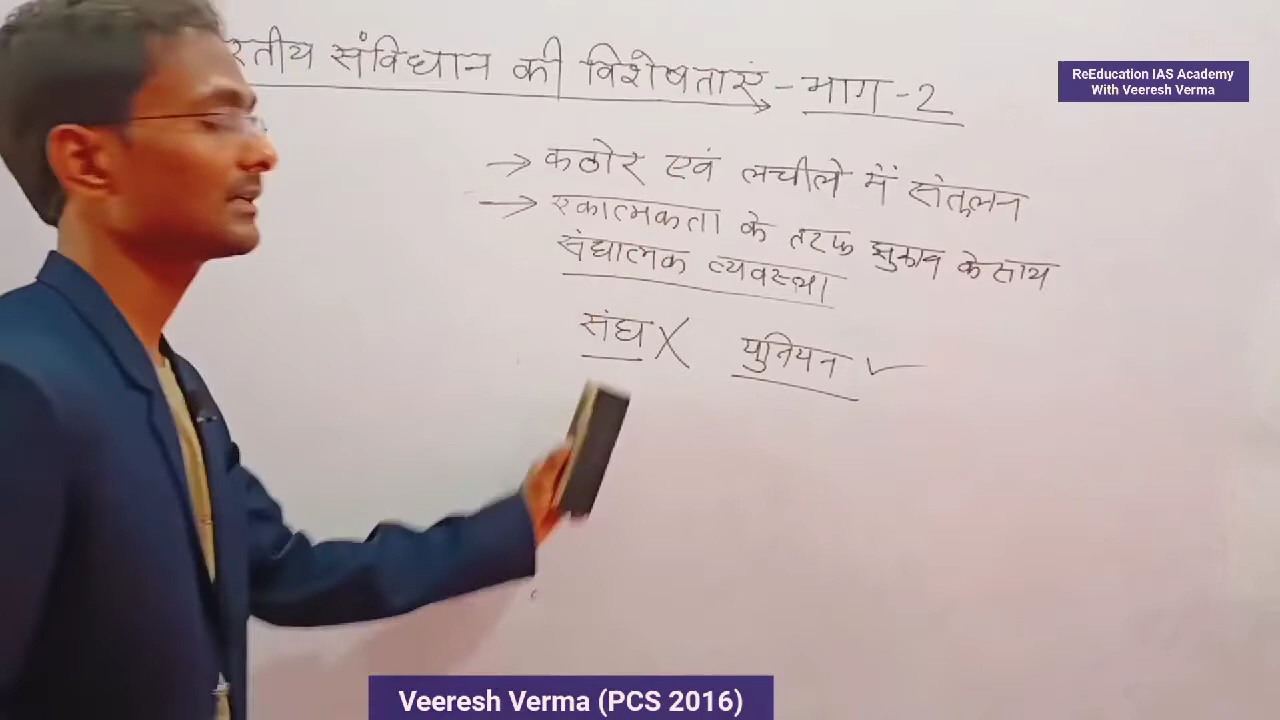 रतीय संविधान की विशेषताएं - भाग - 2
ReEducation IAS Academy
With Veeresh Verma
→ कठोर एवं लचीले में संतुलन
→ एकात्मकता के तरफ झुकाव के साथ
संघात्मक व्यवस्था
संघ X यूनियन ✓
Veeresh Verma (PCS 2016)